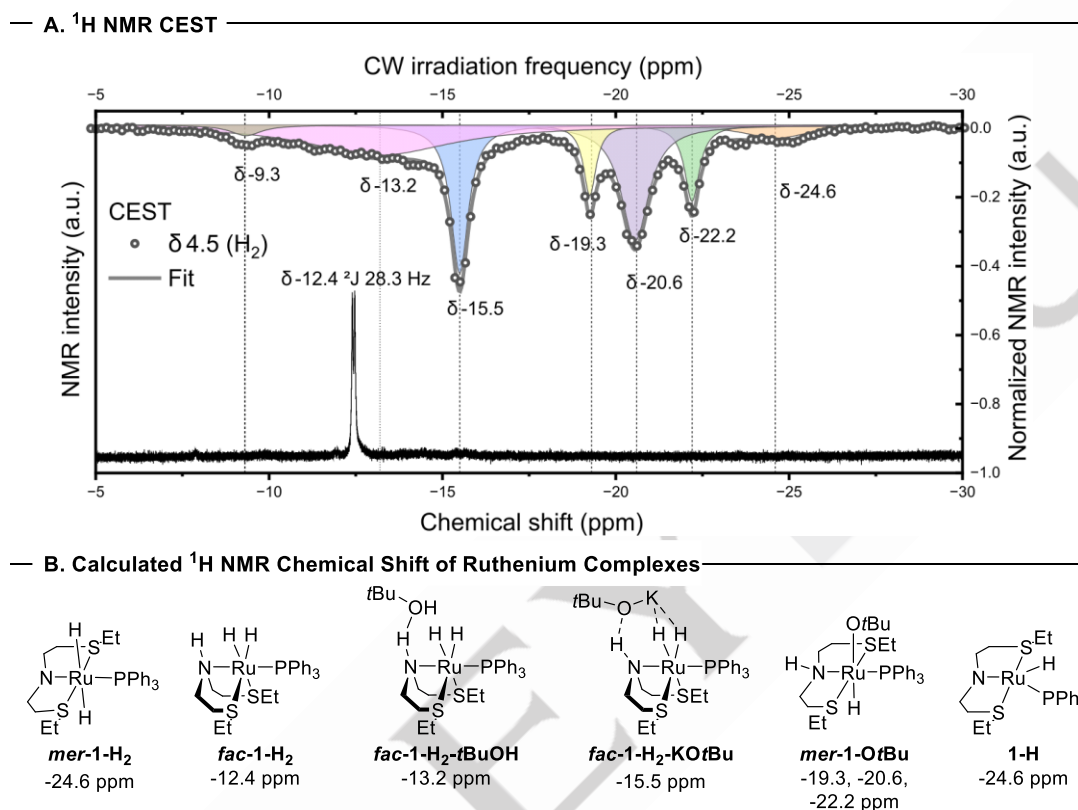 A. ¹H NMR CEST
CW irradiation frequency (ppm)
−5 −10 −15 −20 −25 −30
0.0
−0.2
−0.4
−0.6
−0.8
−1.0
Normalized NMR intensity (a.u.)
NMR intensity (a.u.)
δ -9.3
δ -13.2
δ -15.5
δ -19.3
δ -20.6
δ -22.2
δ -24.6
CEST
δ 4.5 (H₂)
Fit
δ -12.4 ²J 28.3 Hz
−5 −10 −15 −20 −25 −30
Chemical shift (ppm)
B. Calculated ¹H NMR Chemical Shift of Ruthenium Complexes
H
S Et
N Ru PPh₃
S H
Et
mer-1-H₂
-24.6 ppm
H H H
N Ru PPh₃
S SEt
Et
fac-1-H₂
-12.4 ppm
tBu OH
H H H
N Ru PPh₃
S SEt
Et
fac-1-H₂-tBuOH
-13.2 ppm
tBu O K
H H H
N Ru PPh₃
S SEt
Et
fac-1-H₂-KOtBu
-15.5 ppm
OtBu
SEt
H N Ru PPh₃
S H
Et
mer-1-OtBu
-19.3, -20.6,
-22.2 ppm
SEt
H
N Ru
S PPh
Et
1-H
-24.6 ppm